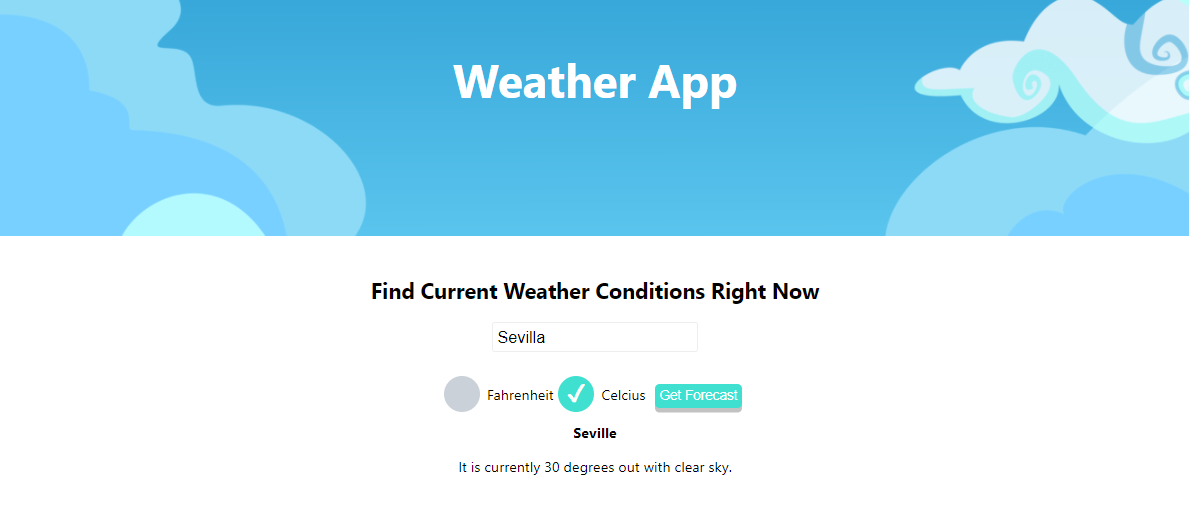 Weather App
Find Current Weather Conditions Right Now
Sevilla
Fahrenheit Celcius Get Forecast
Seville
It is currently 30 degrees out with clear sky.